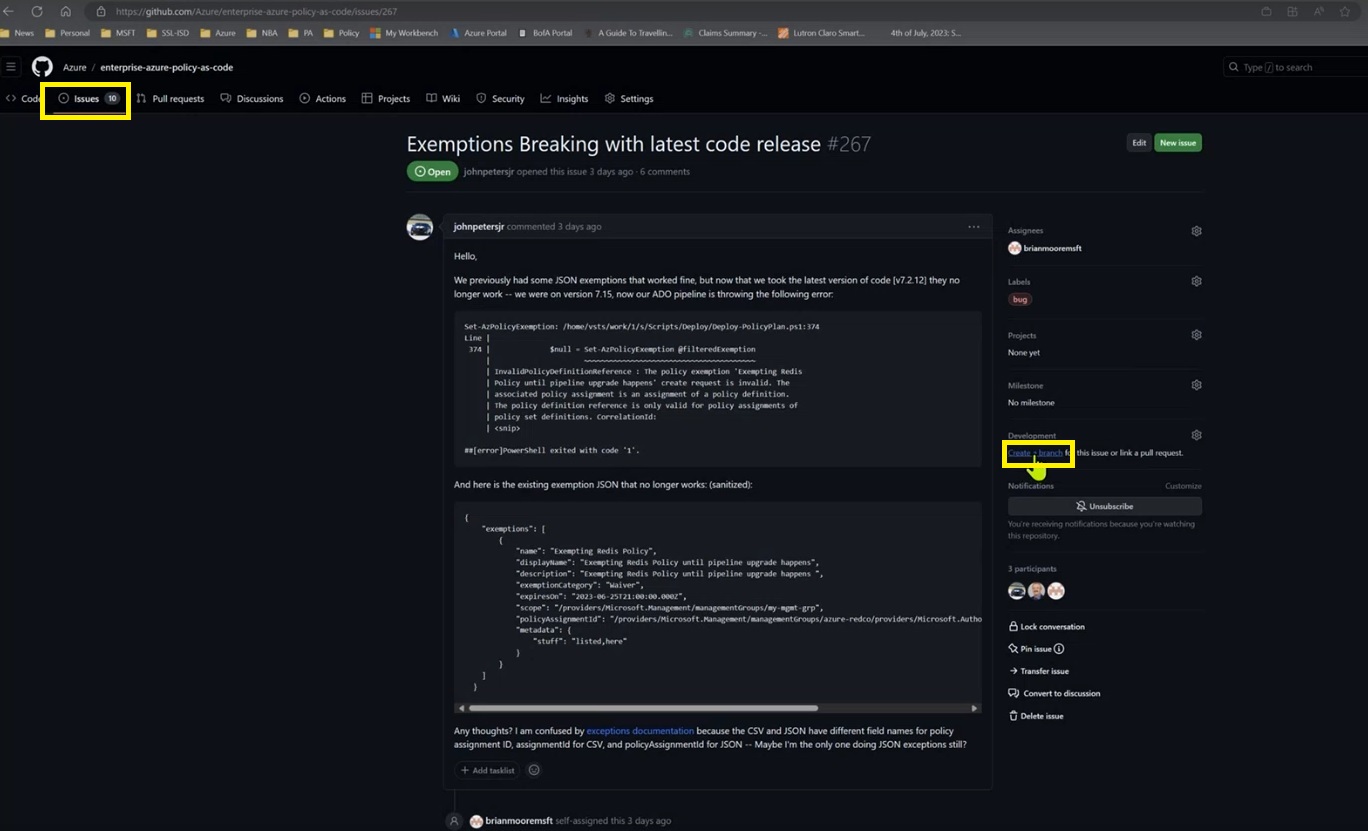 https://github.com/Azure/enterprise-azure-policy-as-code/issues/267
News Personal MSFT SSL-ISD Azure NBA PA Policy My Workbench Azure Portal BofA Portal A Guide To Travellin... Claims Summary -... Lutron Claro Smart... 4th of July, 2023: S...
Azure / enterprise-azure-policy-as-code
Type / to search
<> Code Issues 10 Pull requests Discussions Actions Projects Wiki Security Insights Settings
Exemptions Breaking with latest code release #267
Edit New issue
Open johnpetersjr opened this issue 3 days ago · 6 comments
johnpetersjr commented 3 days ago ...
Hello,
We previously had some JSON exemptions that worked fine, but now that we took the latest version of code [v7.2.12] they no
longer work -- we were on version 7.15, now our ADO pipeline is throwing the following error:
Set-AzPolicyExemption: /home/vsts/work/1/s/Scripts/Deploy/Deploy-PolicyPlan.ps1:374
Line |
374 | $null = Set-AzPolicyExemption @filteredExemption
| ~~~~~~~~~~~~~~~~~~~~~~~~~~~~~~~~~~~~~~~~
| InvalidPolicyDefinitionReference : The policy exemption 'Exempting Redis
| Policy until pipeline upgrade happens' create request is invalid. The
| associated policy assignment is an assignment of a policy definition.
| The policy definition reference is only valid for policy assignments of
| policy set definitions. CorrelationId:
| <snip>
##[error]PowerShell exited with code '1'.
And here is the existing exemption JSON that no longer works: (sanitized):
{
"exemptions": [
{
"name": "Exempting Redis Policy",
"displayName": "Exempting Redis Policy until pipeline upgrade happens",
"description": "Exempting Redis Policy until pipeline upgrade happens ",
"exemptionCategory": "Waiver",
"expiresOn": "2023-06-25T21:00:00.000Z",
"scope": "/providers/Microsoft.Management/managementGroups/my-mgmt-grp",
"policyAssignmentId": "/providers/Microsoft.Management/managementGroups/azure-redco/providers/Microsoft.Autho
"metadata": {
"stuff": "listed,here"
}
}
]
}
Any thoughts? I am confused by exceptions documentation because the CSV and JSON have different field names for policy
assignment ID, assignmentId for CSV, and policyAssignmentId for JSON -- Maybe I'm the only one doing JSON exceptions still?
+ Add tasklist
brianmooremsft self-assigned this 3 days ago
Assignees
brianmooremsft
Labels
bug
Projects
None yet
Milestone
No milestone
Development
Create a branch for this issue or link a pull request.
Notifications Customize
Unsubscribe
You're receiving notifications because you're watching
this repository.
3 participants
Lock conversation
Pin issue
Transfer issue
Convert to discussion
Delete issue